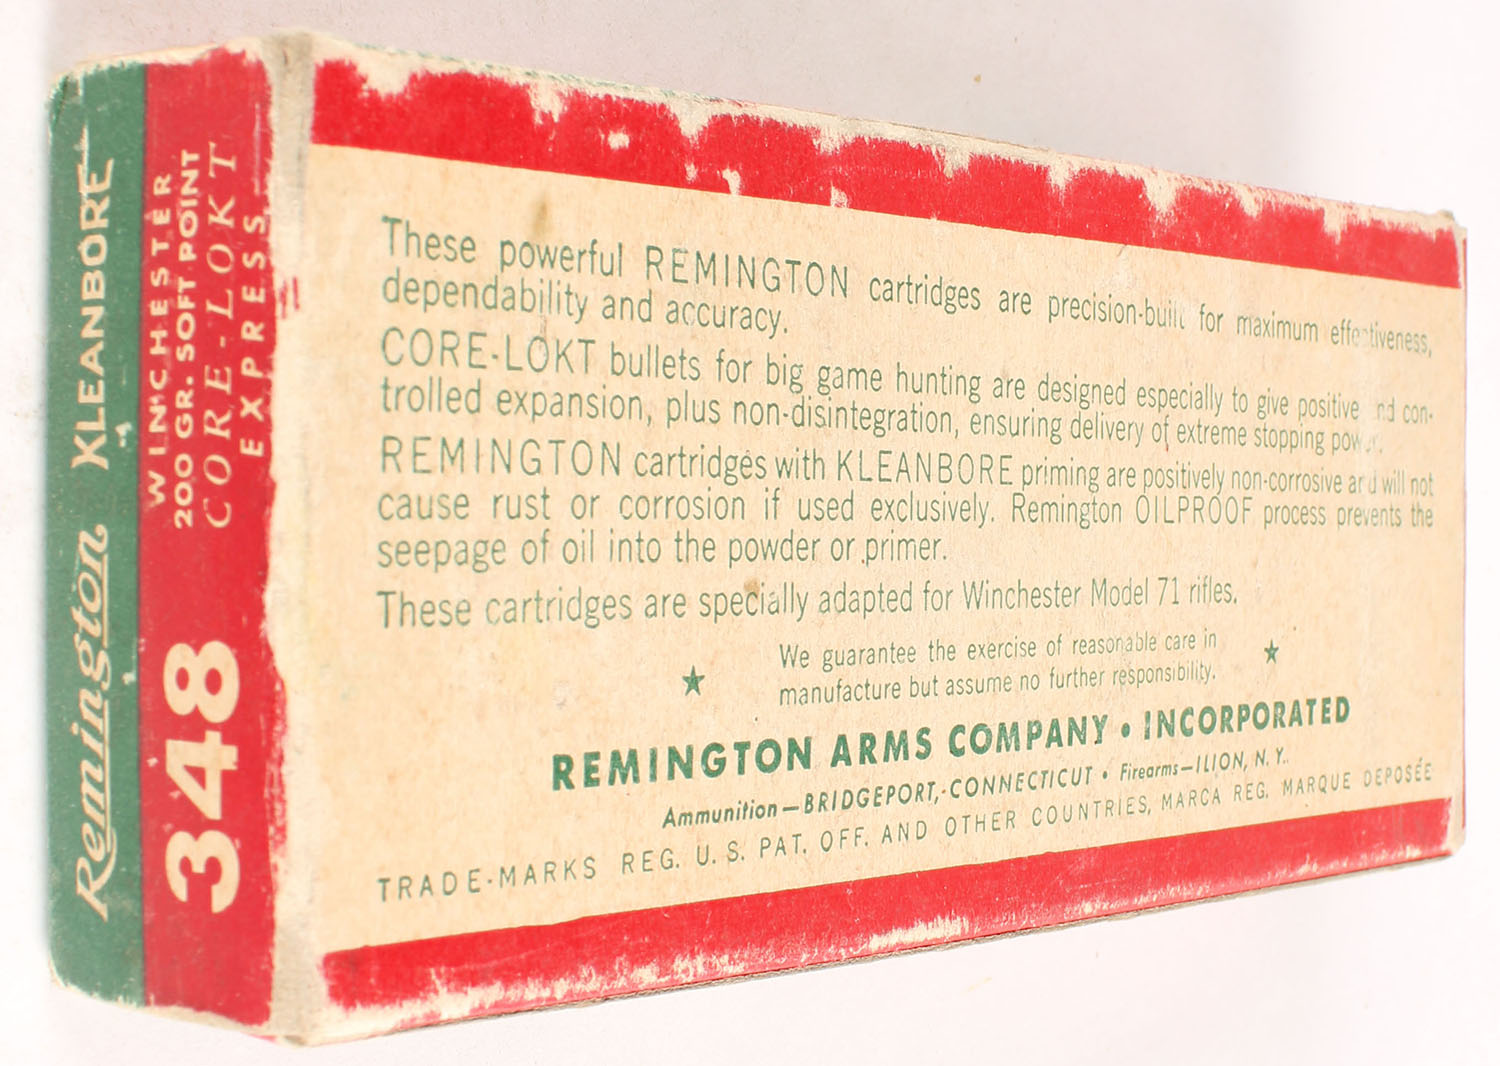 Remington KLEANBORE
348
WINCHESTER
200 GR. SOFT POINT
CORE-LOKT
EXPRESS
These powerful REMINGTON cartridges are precision-built for maximum effectiveness,
dependability and accuracy.
CORE-LOKT bullets for big game hunting are designed especially to give positive and con-
trolled expansion, plus non-disintegration, ensuring delivery of extreme stopping power.
REMINGTON cartridges with KLEANBORE priming are positively non-corrosive and will not
cause rust or corrosion if used exclusively. Remington OILPROOF process prevents the
seepage of oil into the powder or primer.
These cartridges are specially adapted for Winchester Model 71 rifles.
We guarantee the exercise of reasonable care in
manufacture but assume no further responsibility.
REMINGTON ARMS COMPANY • INCORPORATED
Ammunition—BRIDGEPORT, CONNECTICUT • Firearms—ILION, N. Y.
TRADE-MARKS REG. U. S. PAT. OFF. AND OTHER COUNTRIES, MARCA REG. MARQUE DEPOSÉE